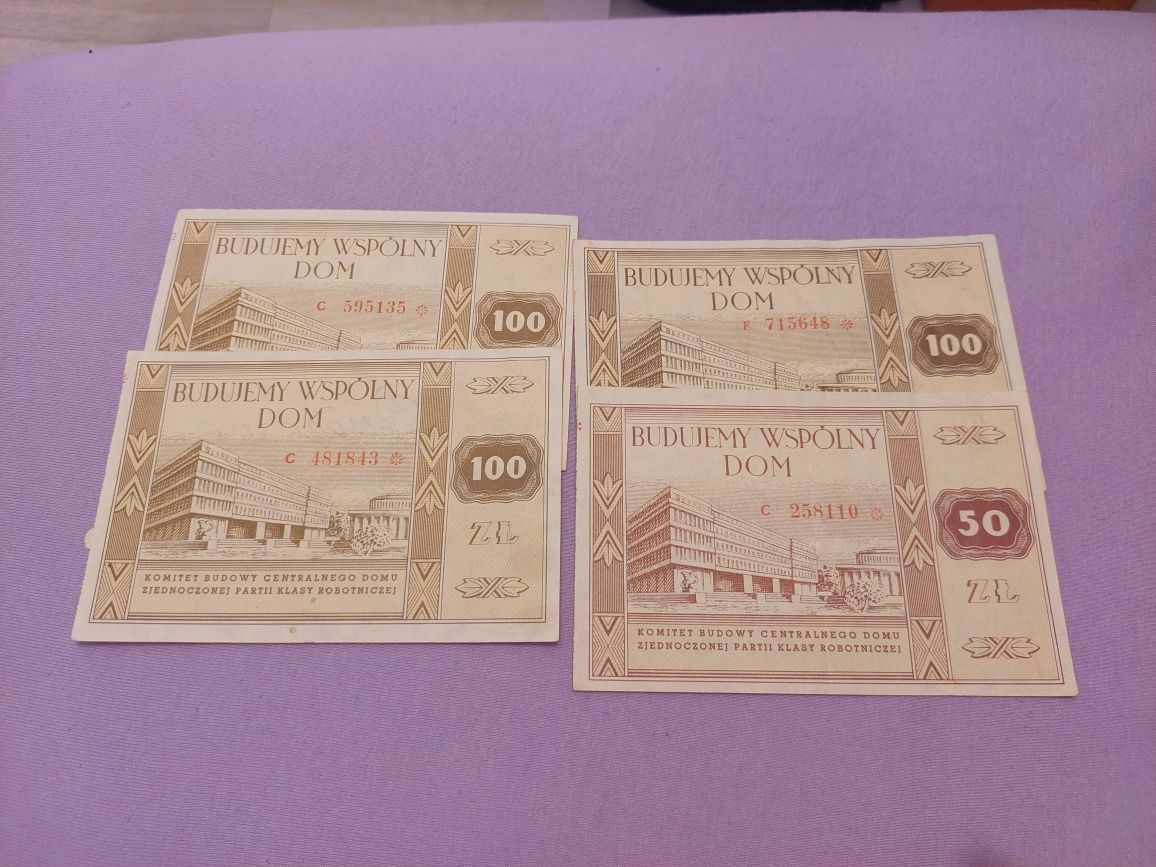 BUDUJEMY WSPÓLNY
DOM
C 595135 *
100
BUDUJEMY WSPÓLNY
DOM
F 715648 *
100
BUDUJEMY WSPÓLNY
DOM
C 481843 *
100
ZŁ
KOMITET BUDOWY CENTRALNEGO DOMU
ZJEDNOCZONEJ PARTII KLASY ROBOTNICZEJ
BUDUJEMY WSPÓLNY
DOM
C 258110 *
50
ZŁ
KOMITET BUDOWY CENTRALNEGO DOMU
ZJEDNOCZONEJ PARTII KLASY ROBOTNICZEJ